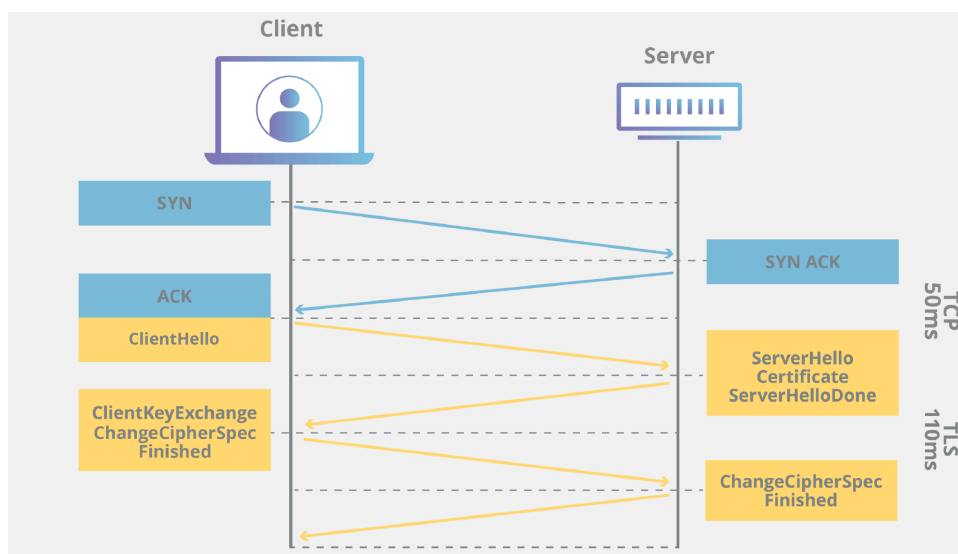 Client
Server
SYN
SYN ACK
ACK
ClientHello
TCP
50ms
ServerHello
Certificate
ServerHelloDone
ClientKeyExchange
ChangeCipherSpec
Finished
TLS
110ms
ChangeCipherSpec
Finished